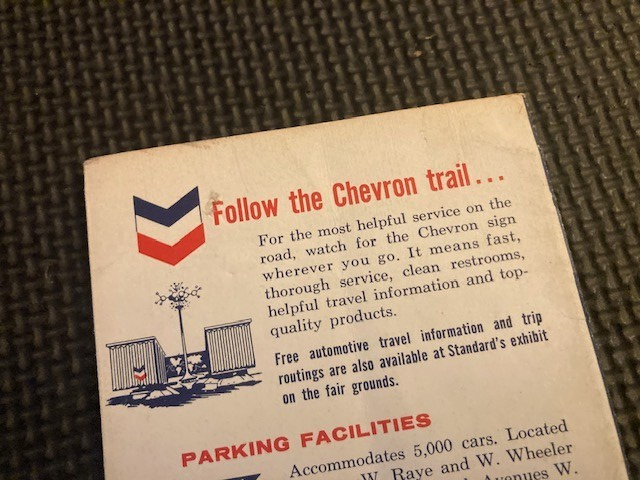 Follow the Chevron trail...
For the most helpful service on the
road, watch for the Chevron sign
wherever you go. It means fast,
thorough service, clean restrooms,
helpful travel information and top-
quality products.
Free automotive travel information and trip
routings are also available at Standard's exhibit
on the fair grounds.
PARKING FACILITIES
Accommodates 5,000 cars. Located
W. Raye and W. Wheeler
Avenues W.